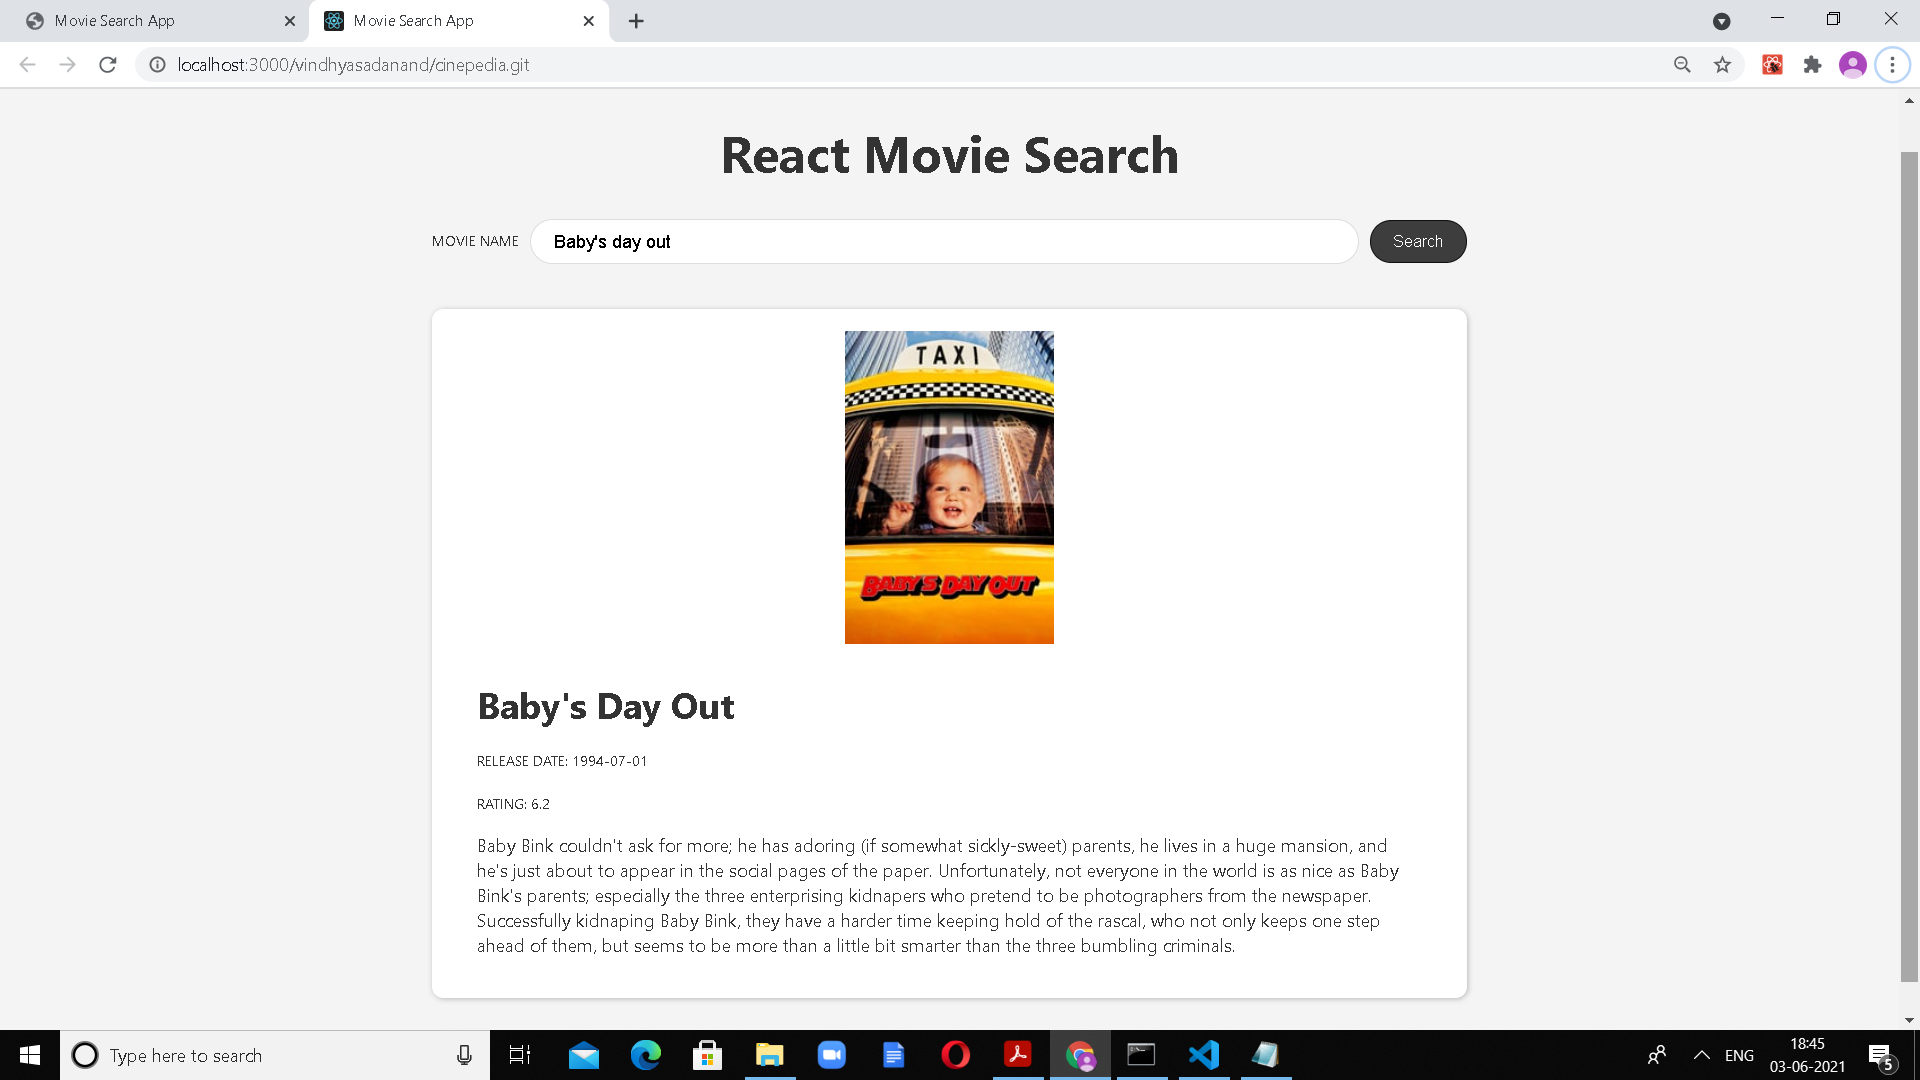 Movie Search App
Movie Search App
localhost:3000/vindhyasadanand/cinepedia.git
React Movie Search
MOVIE NAME
Baby's day out
Search
TAXI
BABY'S DAY OUT
Baby's Day Out
RELEASE DATE: 1994-07-01
RATING: 6.2
Baby Bink couldn't ask for more; he has adoring (if somewhat sickly-sweet) parents, he lives in a huge mansion, and
he's just about to appear in the social pages of the paper. Unfortunately, not everyone in the world is as nice as Baby
Bink's parents; especially the three enterprising kidnapers who pretend to be photographers from the newspaper.
Successfully kidnaping Baby Bink, they have a harder time keeping hold of the rascal, who not only keeps one step
ahead of them, but seems to be more than a little bit smarter than the three bumbling criminals.
Type here to search
ENG
18:45
03-06-2021
5